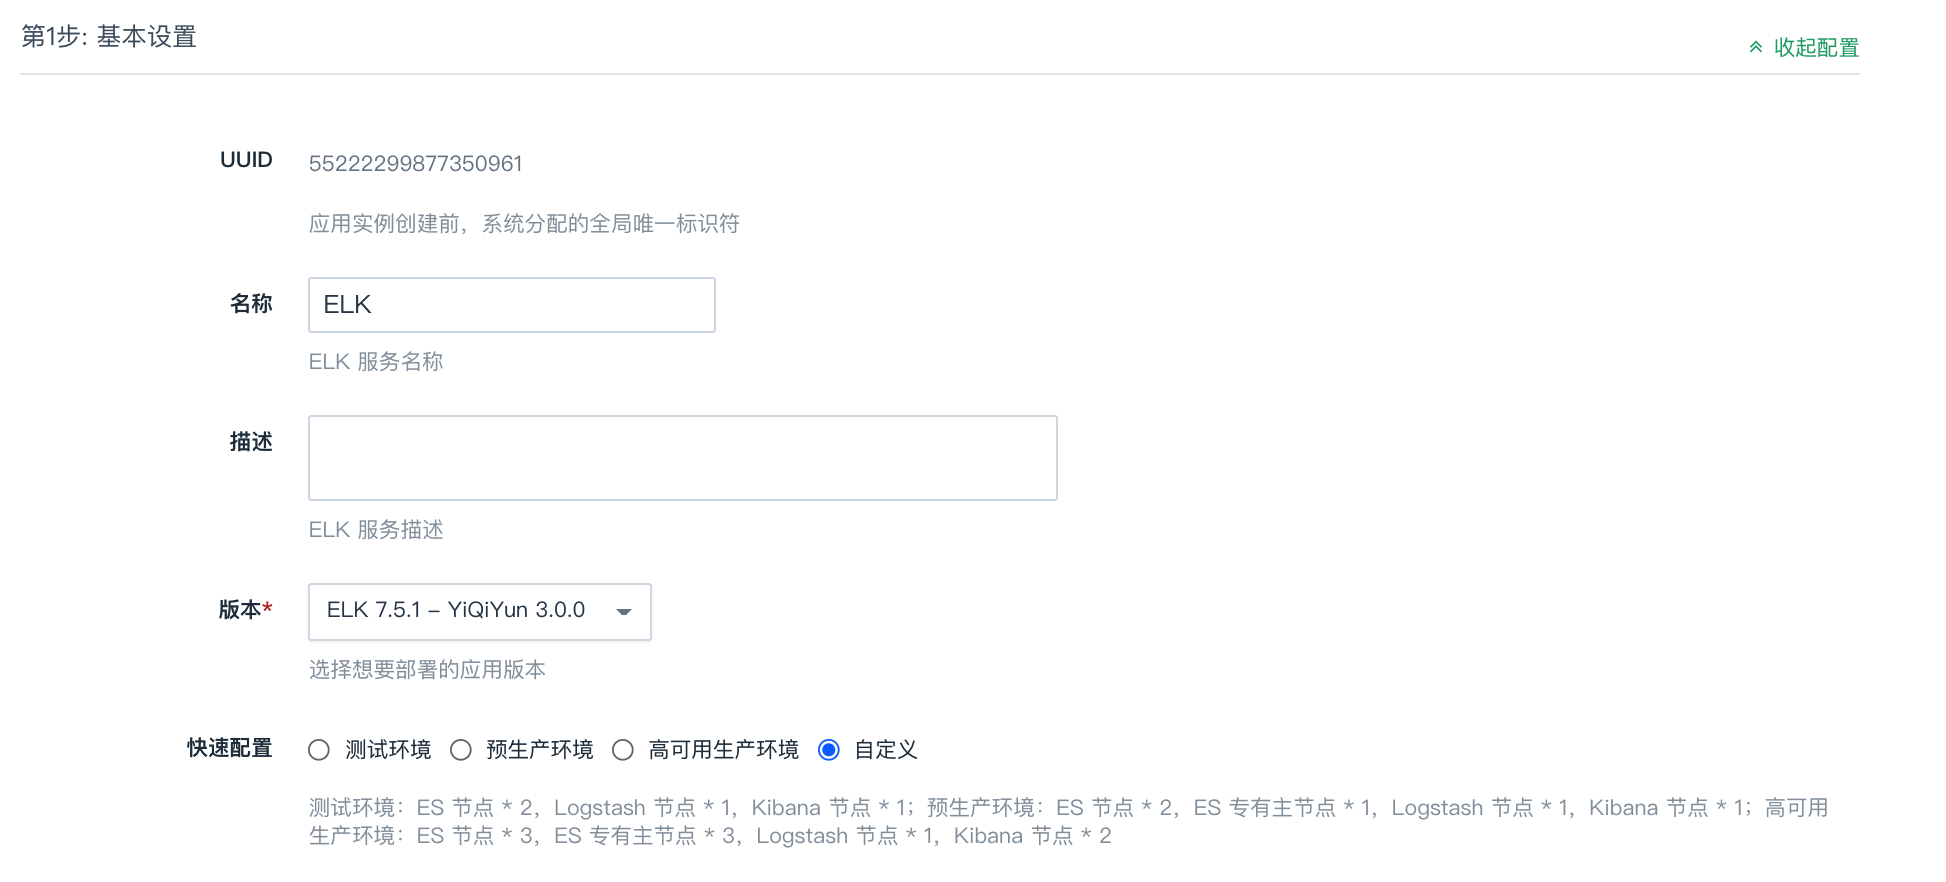 第1步: 基本设置
收起配置
UUID
55222299877350961
应用实例创建前，系统分配的全局唯一标识符
名称
ELK
ELK 服务名称
描述
ELK 服务描述
版本*
ELK 7.5.1 – YiQiYun 3.0.0
选择想要部署的应用版本
快速配置
测试环境 预生产环境 高可用生产环境 自定义
测试环境：ES 节点 * 2，Logstash 节点 * 1，Kibana 节点 * 1；预生产环境：ES 节点 * 2，ES 专有主节点 * 1，Logstash 节点 * 1，Kibana 节点 * 1；高可用
生产环境：ES 节点 * 3，ES 专有主节点 * 3，Logstash 节点 * 1，Kibana 节点 * 2